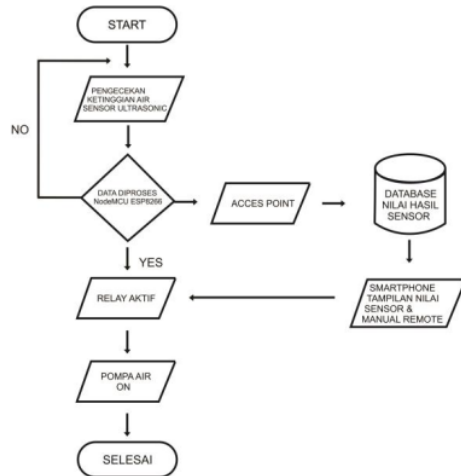 START
PENGECEKAN
KETINGGIAN AIR
SENSOR ULTRASONIC
NO
DATA DIPROSES
NodeMCU ESP8266
ACCES POINT
DATABASE
NILAI HASIL
SENSOR
YES
RELAY AKTIF
SMARTPHONE
TAMPILAN NILAI
SENSOR &
MANUAL REMOTE
POMPA AIR
ON
SELESAI